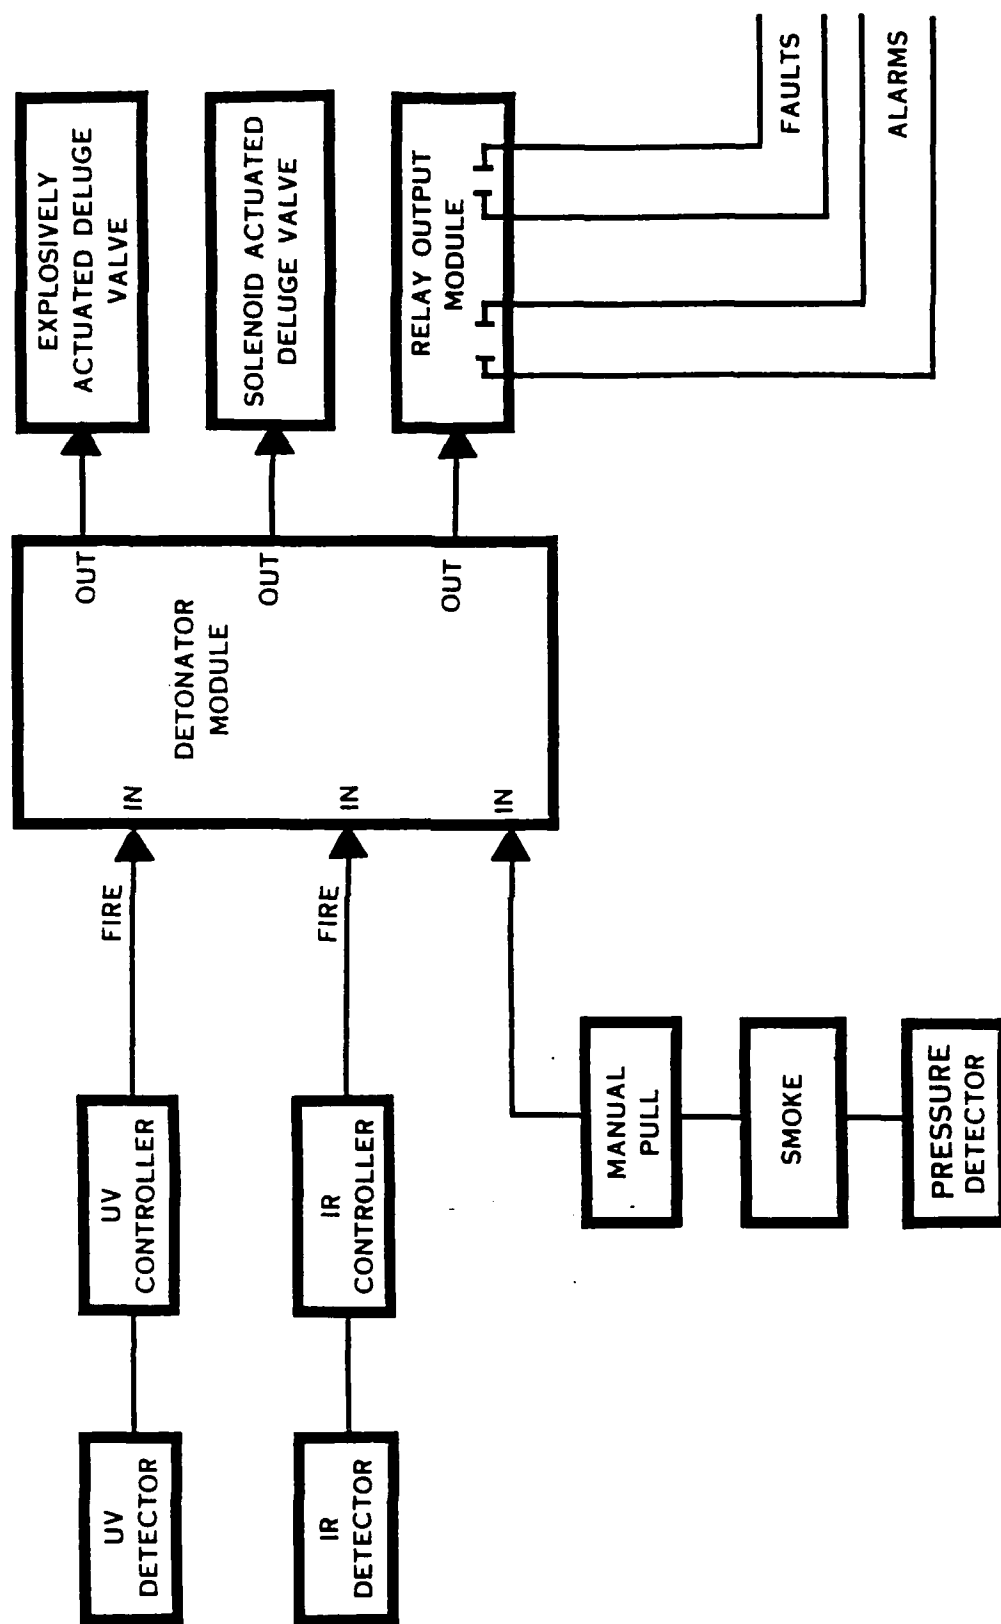 UV
DETECTOR
UV
CONTROLLER
FIRE
IN
IR
DETECTOR
IR
CONTROLLER
FIRE
IN
MANUAL
PULL
SMOKE
PRESSURE
DETECTOR
IN
DETONATOR
MODULE
OUT
OUT
OUT
EXPLOSIVELY
ACTUATED DELUGE
VALVE
SOLENOID ACTUATED
DELUGE VALVE
RELAY OUTPUT
MODULE
FAULTS
ALARMS